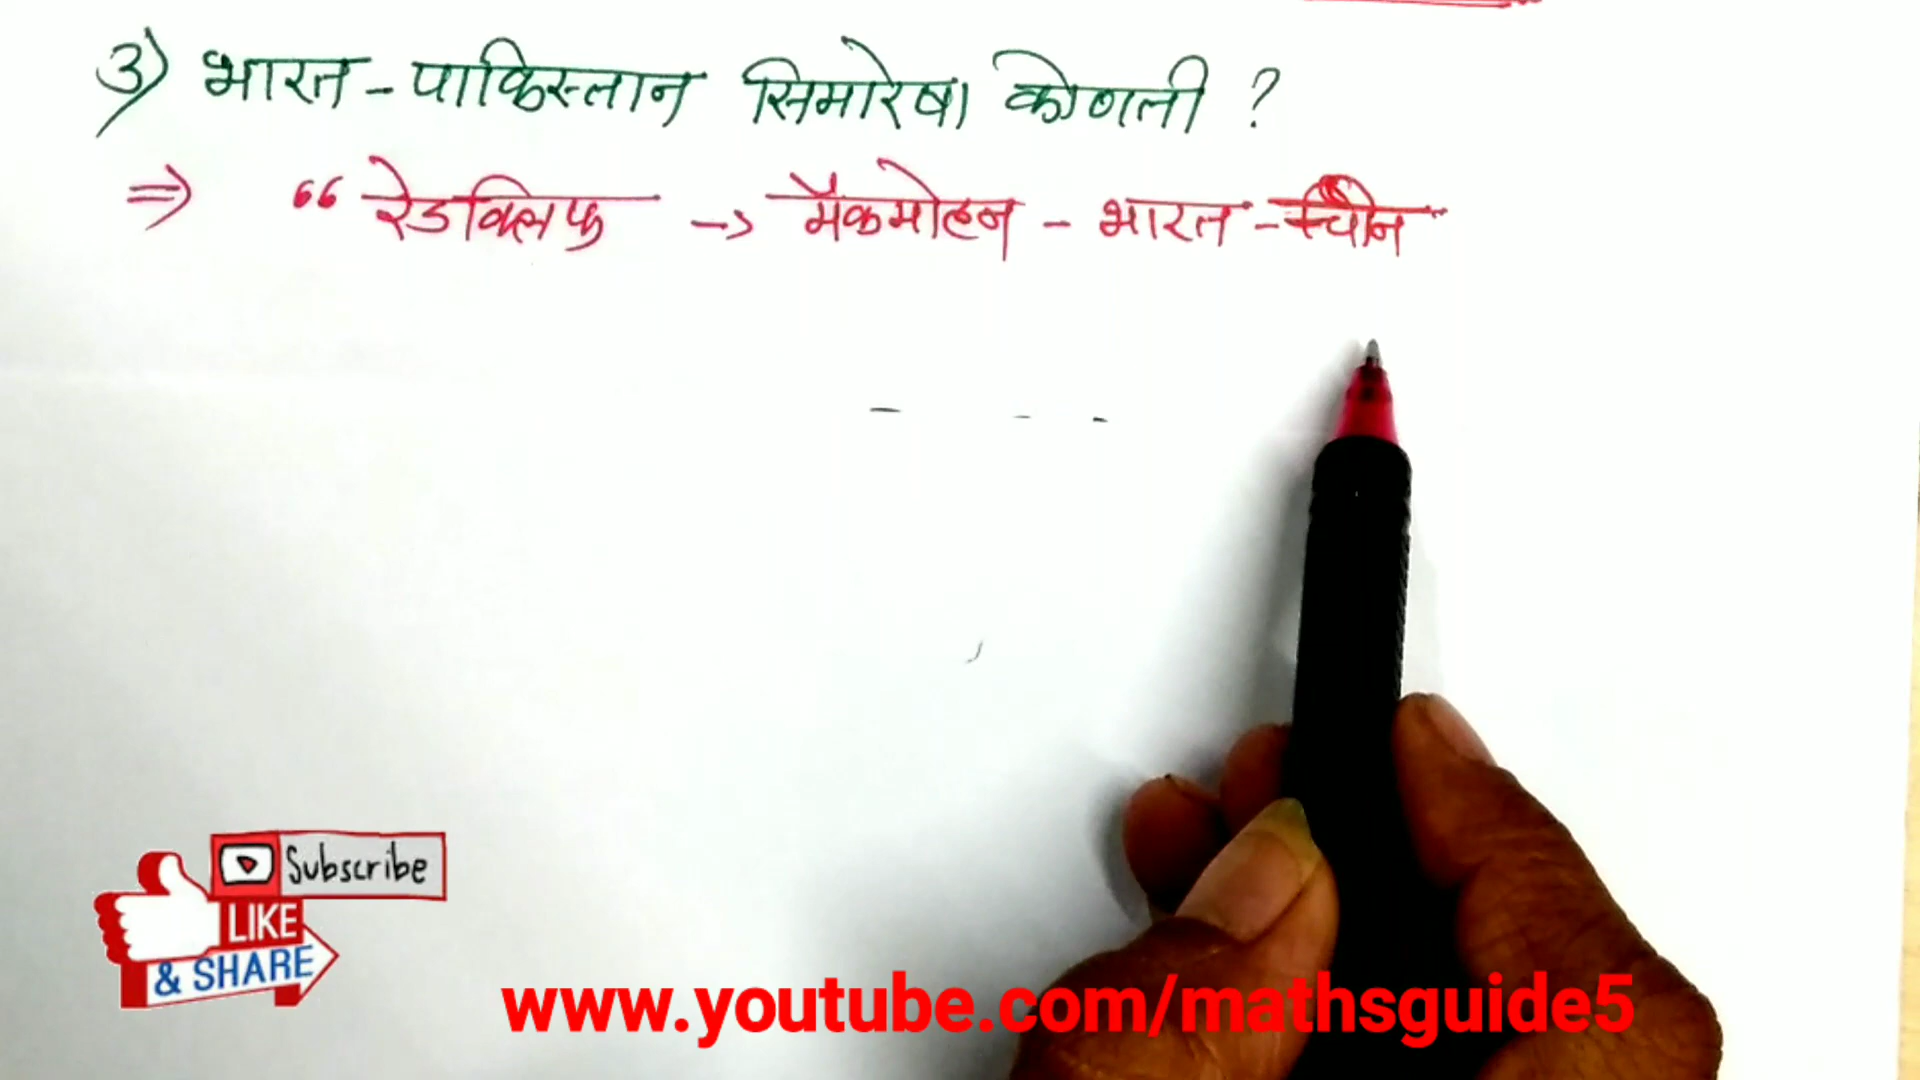 3) भारत - पाकिस्तान सिमारेषा कोणती ?
⇒ “ रेडक्लिफ → मॅकमोहन - भारत - चीन
Subscribe
LIKE
& SHARE
www.youtube.com/mathsguide5